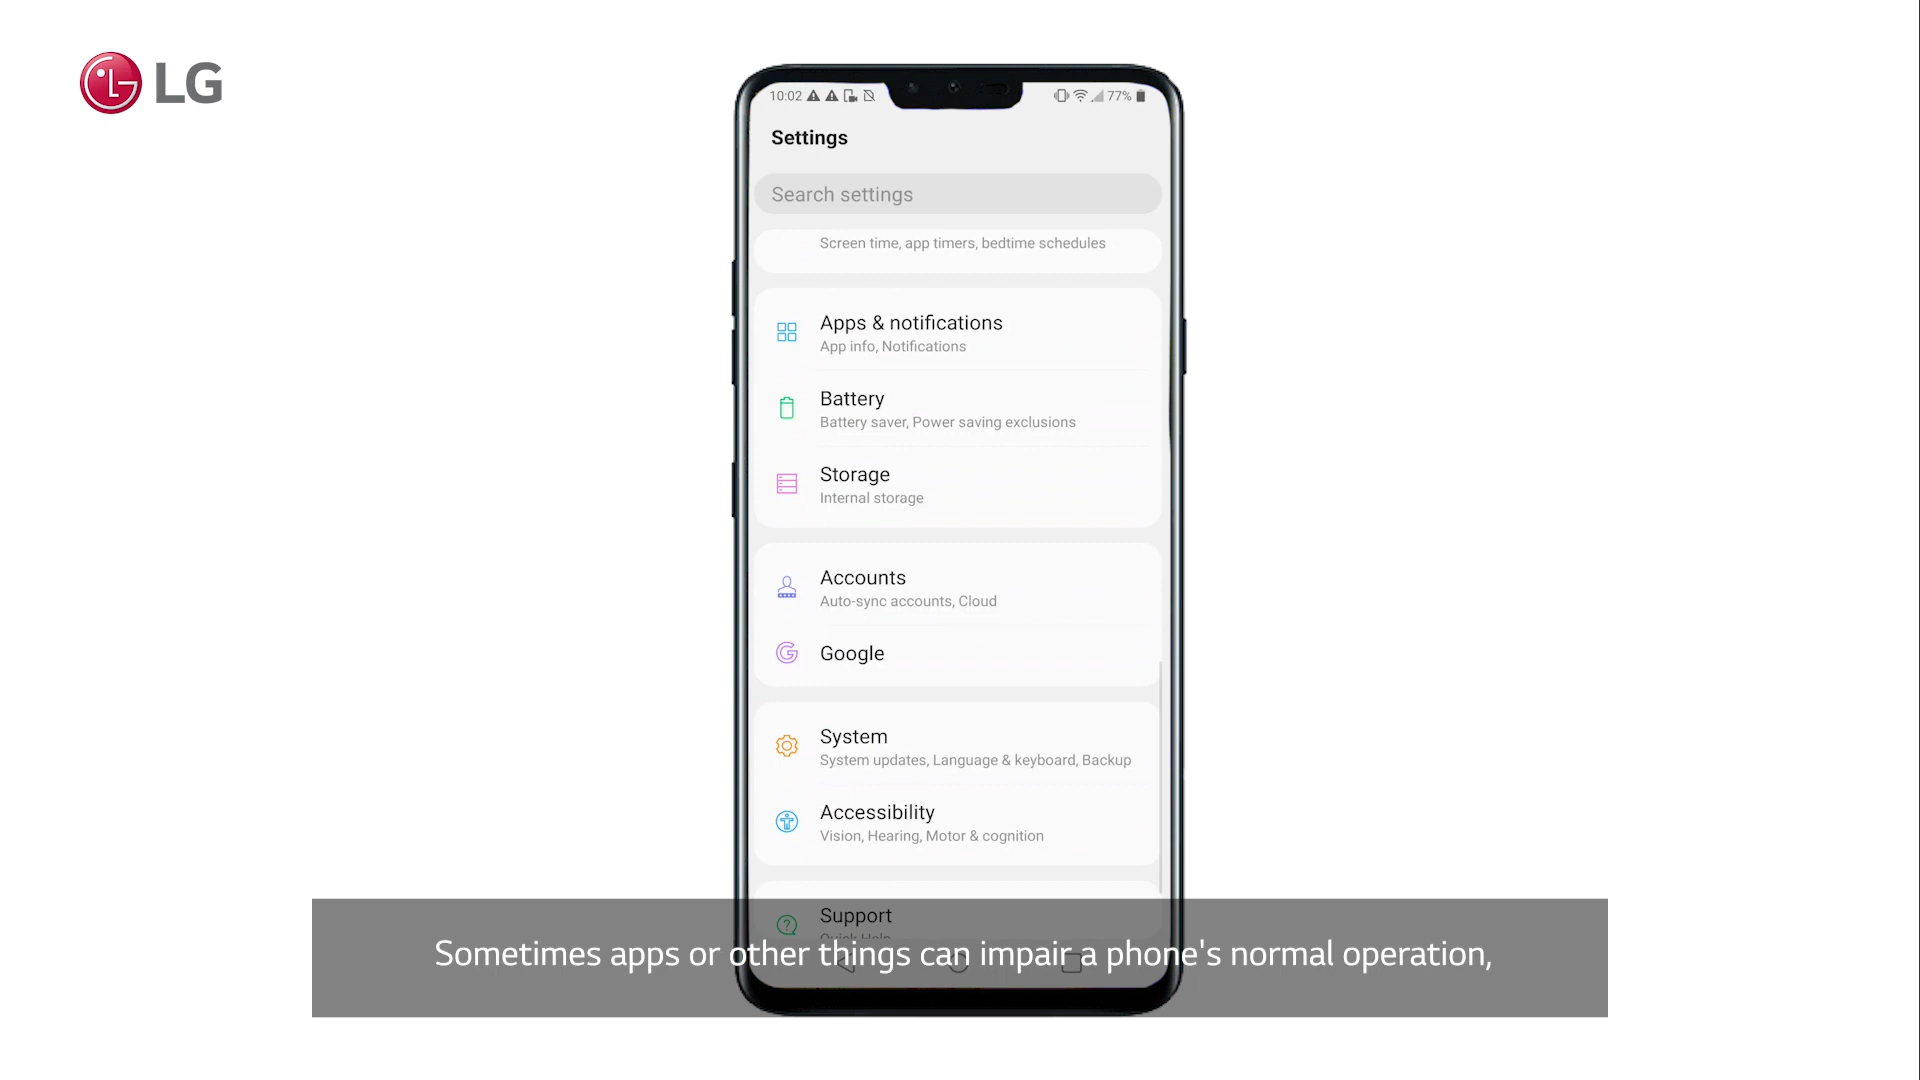 LG
10:02
77%
Settings
Search settings
Screen time, app timers, bedtime schedules
Apps & notifications
App info, Notifications
Battery
Battery saver, Power saving exclusions
Storage
Internal storage
Accounts
Auto-sync accounts, Cloud
Google
System
System updates, Language & keyboard, Backup
Accessibility
Vision, Hearing, Motor & cognition
Support
Quick Help
Sometimes apps or other things can impair a phone's normal operation,